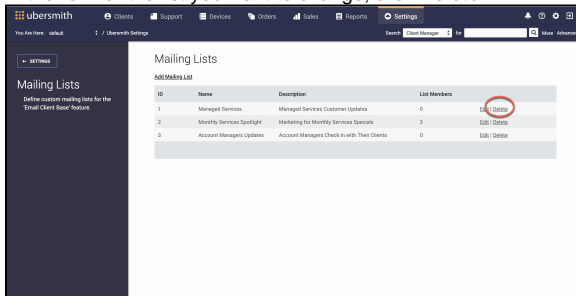 ubersmith Clients Support Devices Orders Sales Reports Settings
You Are Here: default / Ubersmith Settings Search Client Manager for More Advanced
← SETTINGS
Mailing Lists
Define custom mailing lists for the
'Email Client Base' feature.
Mailing Lists
Add Mailing List
ID Name Description List Members
1 Managed Services Managed Services Customer Updates 0 Edit | Delete
2 Monthly Services Spotlight Marketing for Monthly Services Specials 2 Edit | Delete
3 Account Managers Updates Account Managers Check In with Their Clients 0 Edit | Delete